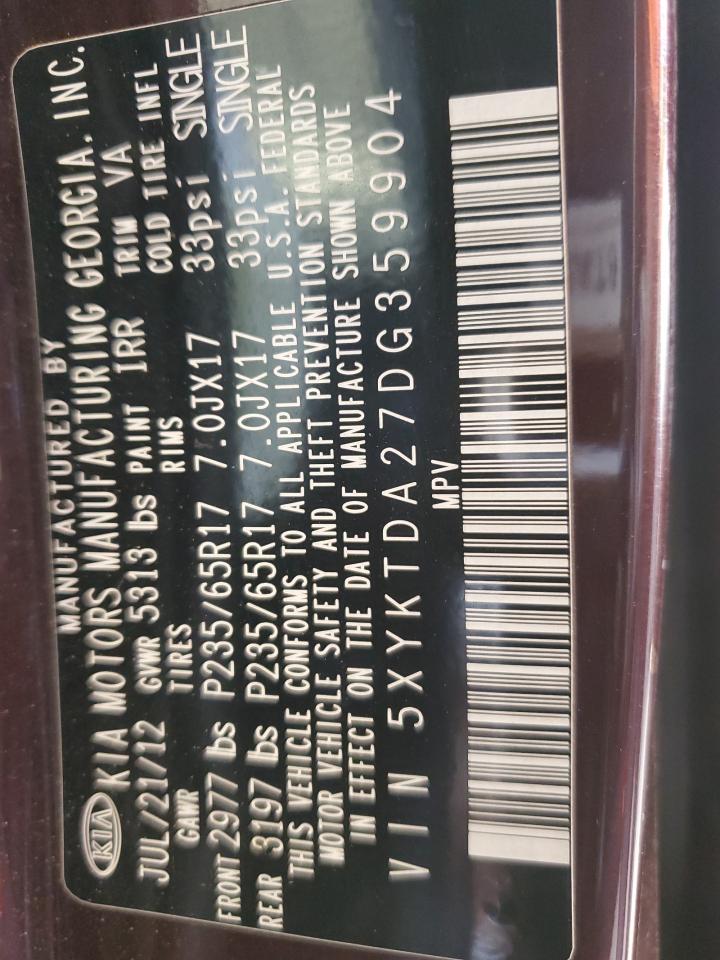 MANUFACTURED BY
KIA KIA MOTORS MANUFACTURING GEORGIA, INC.
JUL/21/12 GVWR 5313 lbs PAINT IRR TRIM VA
GAWR TIRES RIMS COLD TIRE INFL
FRONT 2977 lbs P235/65R17 7.0JX17 33psi SINGLE
REAR 3197 lbs P235/65R17 7.0JX17 33psi SINGLE
THIS VEHICLE CONFORMS TO ALL APPLICABLE U.S.A. FEDERAL
MOTOR VEHICLE SAFETY AND THEFT PREVENTION STANDARDS
IN EFFECT ON THE DATE OF MANUFACTURE SHOWN ABOVE
VIN 5XYKTDA27DG359904
MPV